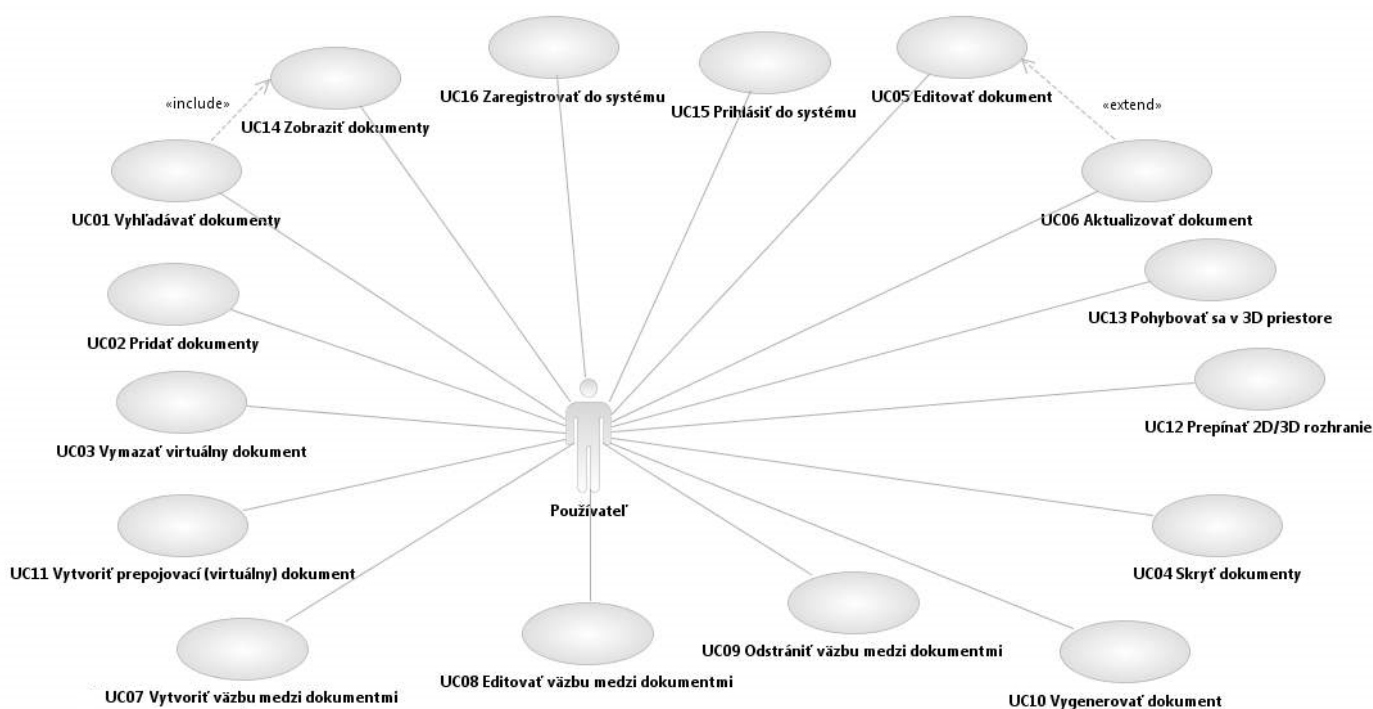 UC16 Zaregistrovať do systému
UC15 Prihlásiť do systému
UC05 Editovať dokument
«include»
«extend»
UC14 Zobraziť dokumenty
UC01 Vyhľadávať dokumenty
UC06 Aktualizovať dokument
UC13 Pohybovať sa v 3D priestore
UC02 Pridať dokumenty
UC12 Prepínať 2D/3D rozhranie
UC03 Vymazať virtuálny dokument
Používateľ
UC11 Vytvoriť prepojovací (virtuálny) dokument
UC04 Skryť dokumenty
UC09 Odstrániť väzbu medzi dokumentmi
UC08 Editovať väzbu medzi dokumentmi
UC07 Vytvoriť väzbu medzi dokumentmi
UC10 Vygenerovať dokument